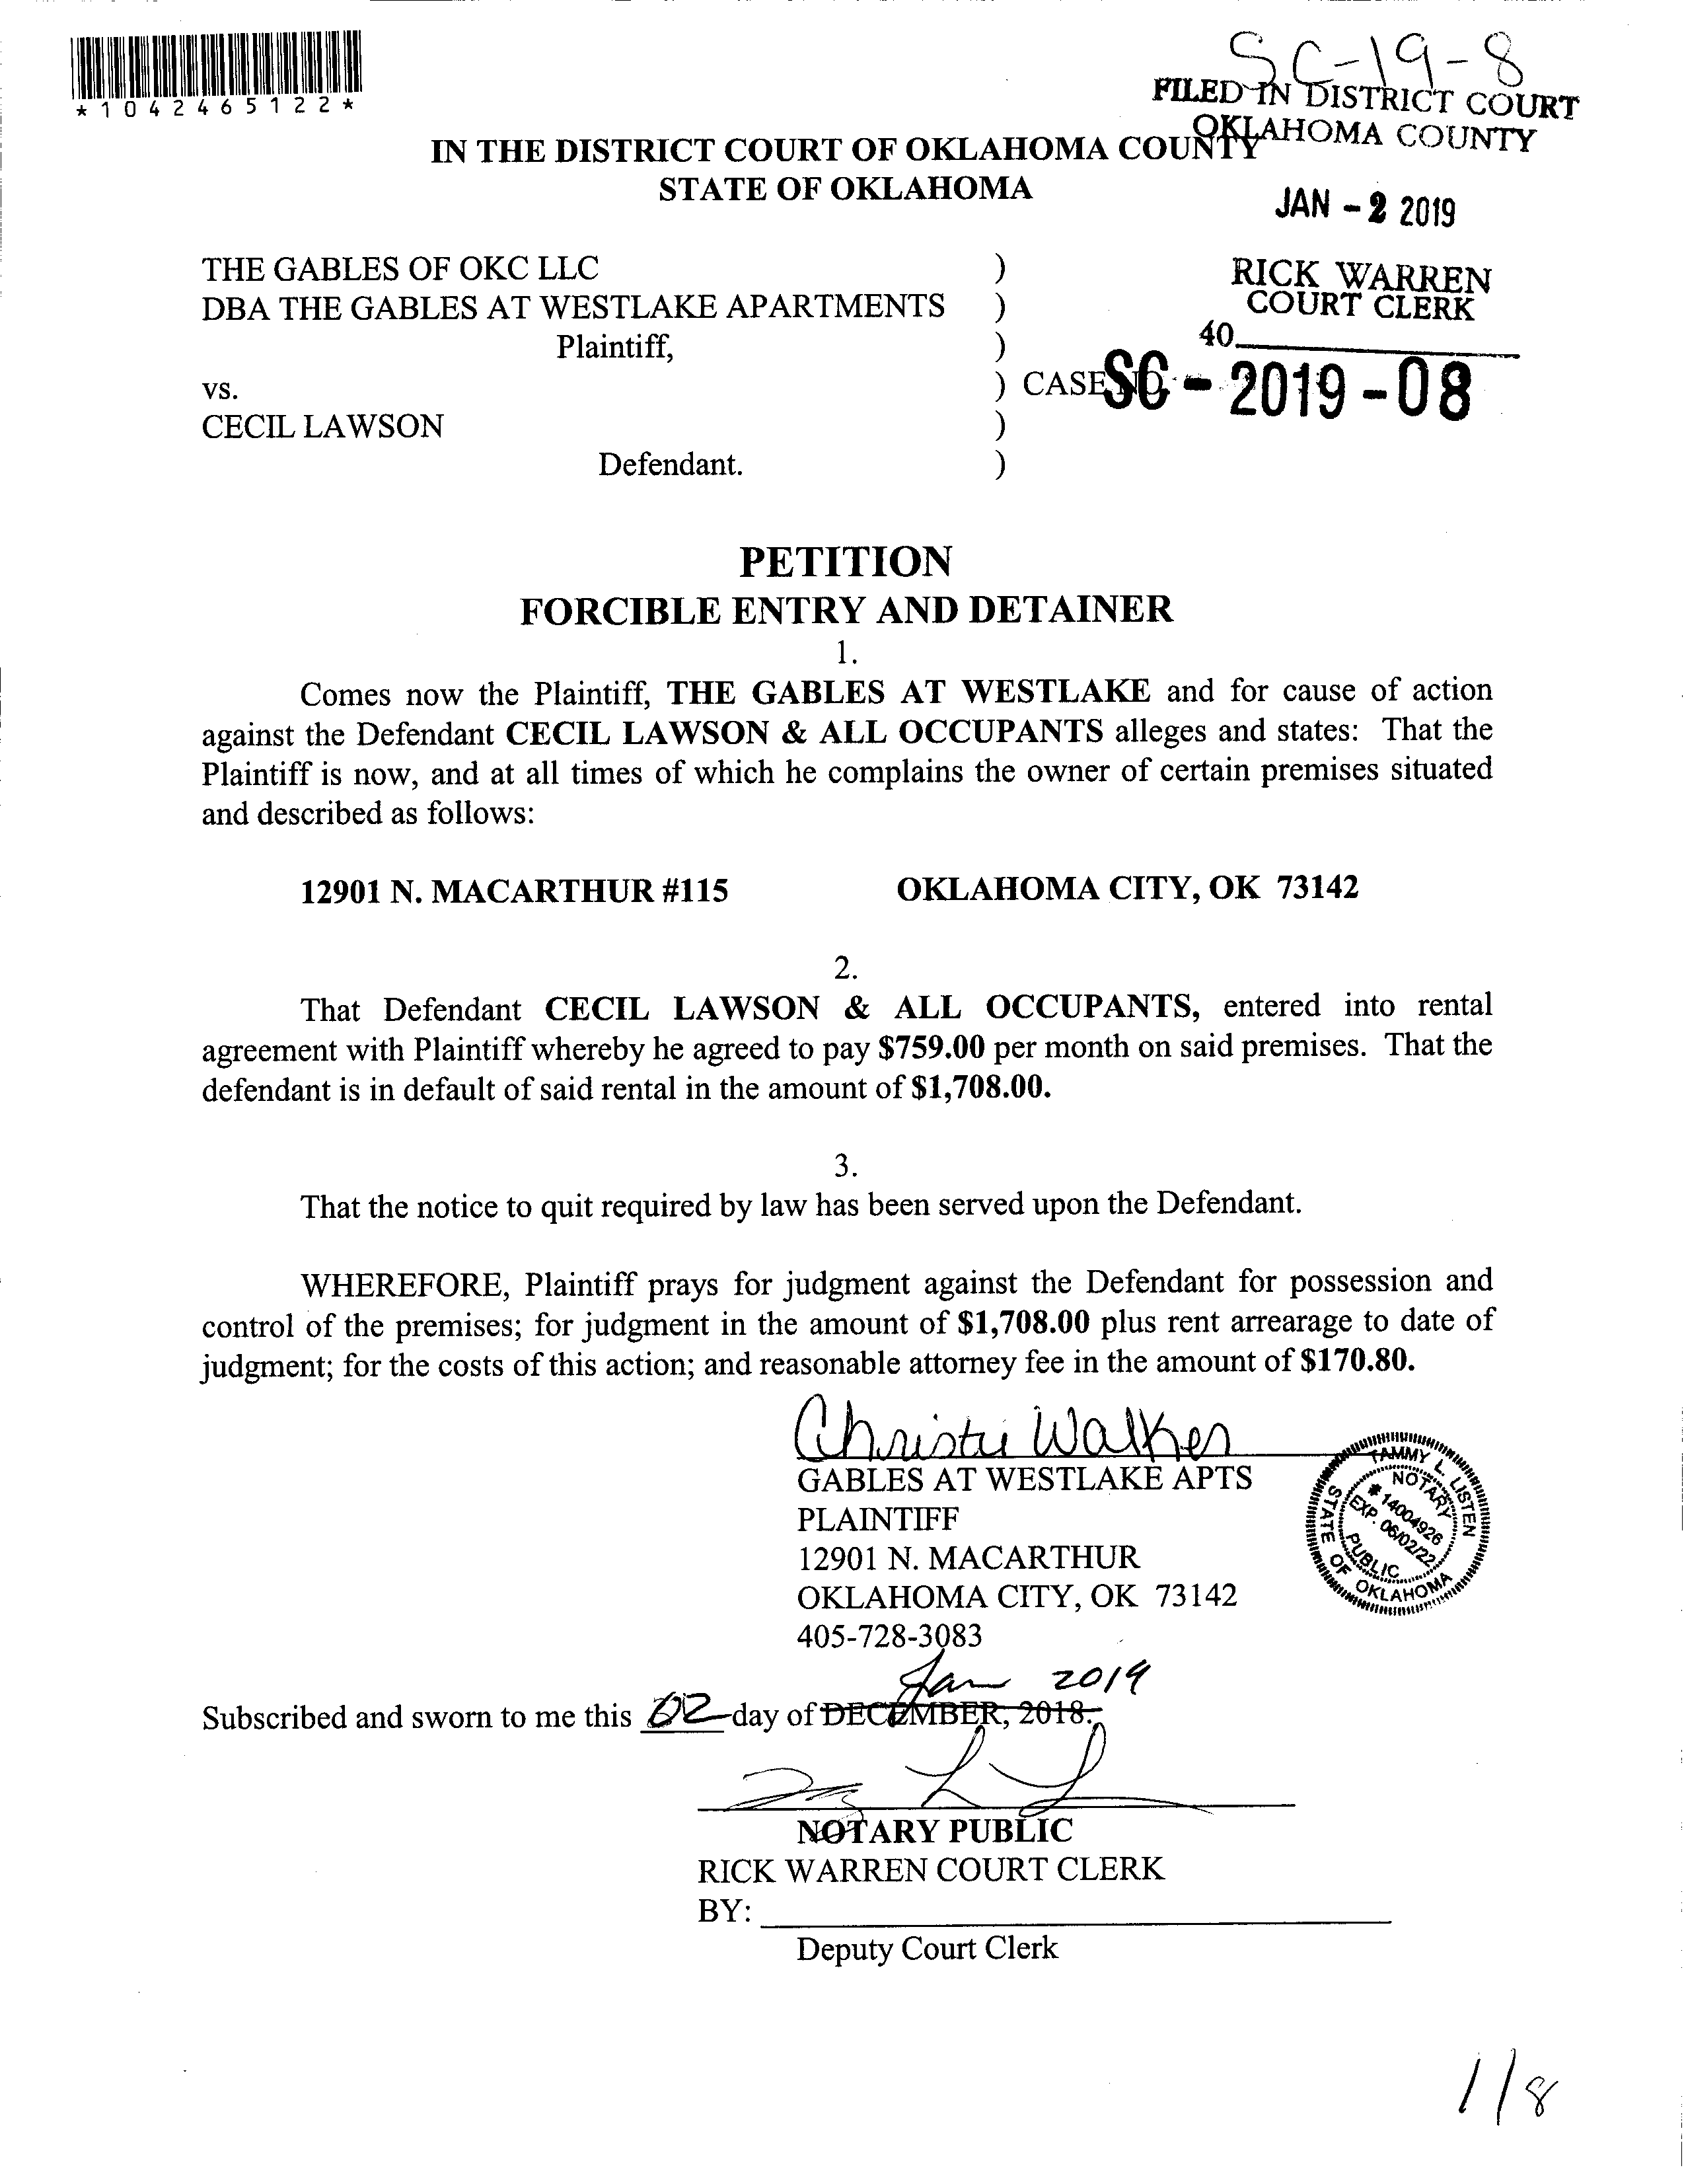 *1042465122*
SC-19-8
FILED IN DISTRICT COURT
OKLAHOMA COUNTY
IN THE DISTRICT COURT OF OKLAHOMA COUNTY
STATE OF OKLAHOMA
JAN - 2 2019
THE GABLES OF OKC LLC )
RICK WARREN
DBA THE GABLES AT WESTLAKE APARTMENTS )
COURT CLERK
40
Plaintiff, )
vs. ) CASE NO. SC - 2019 - 08
CECIL LAWSON )
Defendant. )
PETITION
FORCIBLE ENTRY AND DETAINER
1.
Comes now the Plaintiff, THE GABLES AT WESTLAKE and for cause of action
against the Defendant CECIL LAWSON & ALL OCCUPANTS alleges and states: That the
Plaintiff is now, and at all times of which he complains the owner of certain premises situated
and described as follows:
12901 N. MACARTHUR #115 OKLAHOMA CITY, OK 73142
2.
That Defendant CECIL LAWSON & ALL OCCUPANTS, entered into rental
agreement with Plaintiff whereby he agreed to pay $759.00 per month on said premises. That the
defendant is in default of said rental in the amount of $1,708.00.
3.
That the notice to quit required by law has been served upon the Defendant.
WHEREFORE, Plaintiff prays for judgment against the Defendant for possession and
control of the premises; for judgment in the amount of $1,708.00 plus rent arrearage to date of
judgment; for the costs of this action; and reasonable attorney fee in the amount of $170.80.
Christie Walker
GABLES AT WESTLAKE APTS
PLAINTIFF
12901 N. MACARTHUR
OKLAHOMA CITY, OK 73142
405-728-3083
TAMMY L. LISTEN
NOTARY
# 14004926
EXP. 06/02/22
PUBLIC
STATE OF OKLAHOMA
Jan 2019
Subscribed and sworn to me this 02 day of DECEMBER, 2018.
NOTARY PUBLIC
RICK WARREN COURT CLERK
BY:
Deputy Court Clerk
1/8